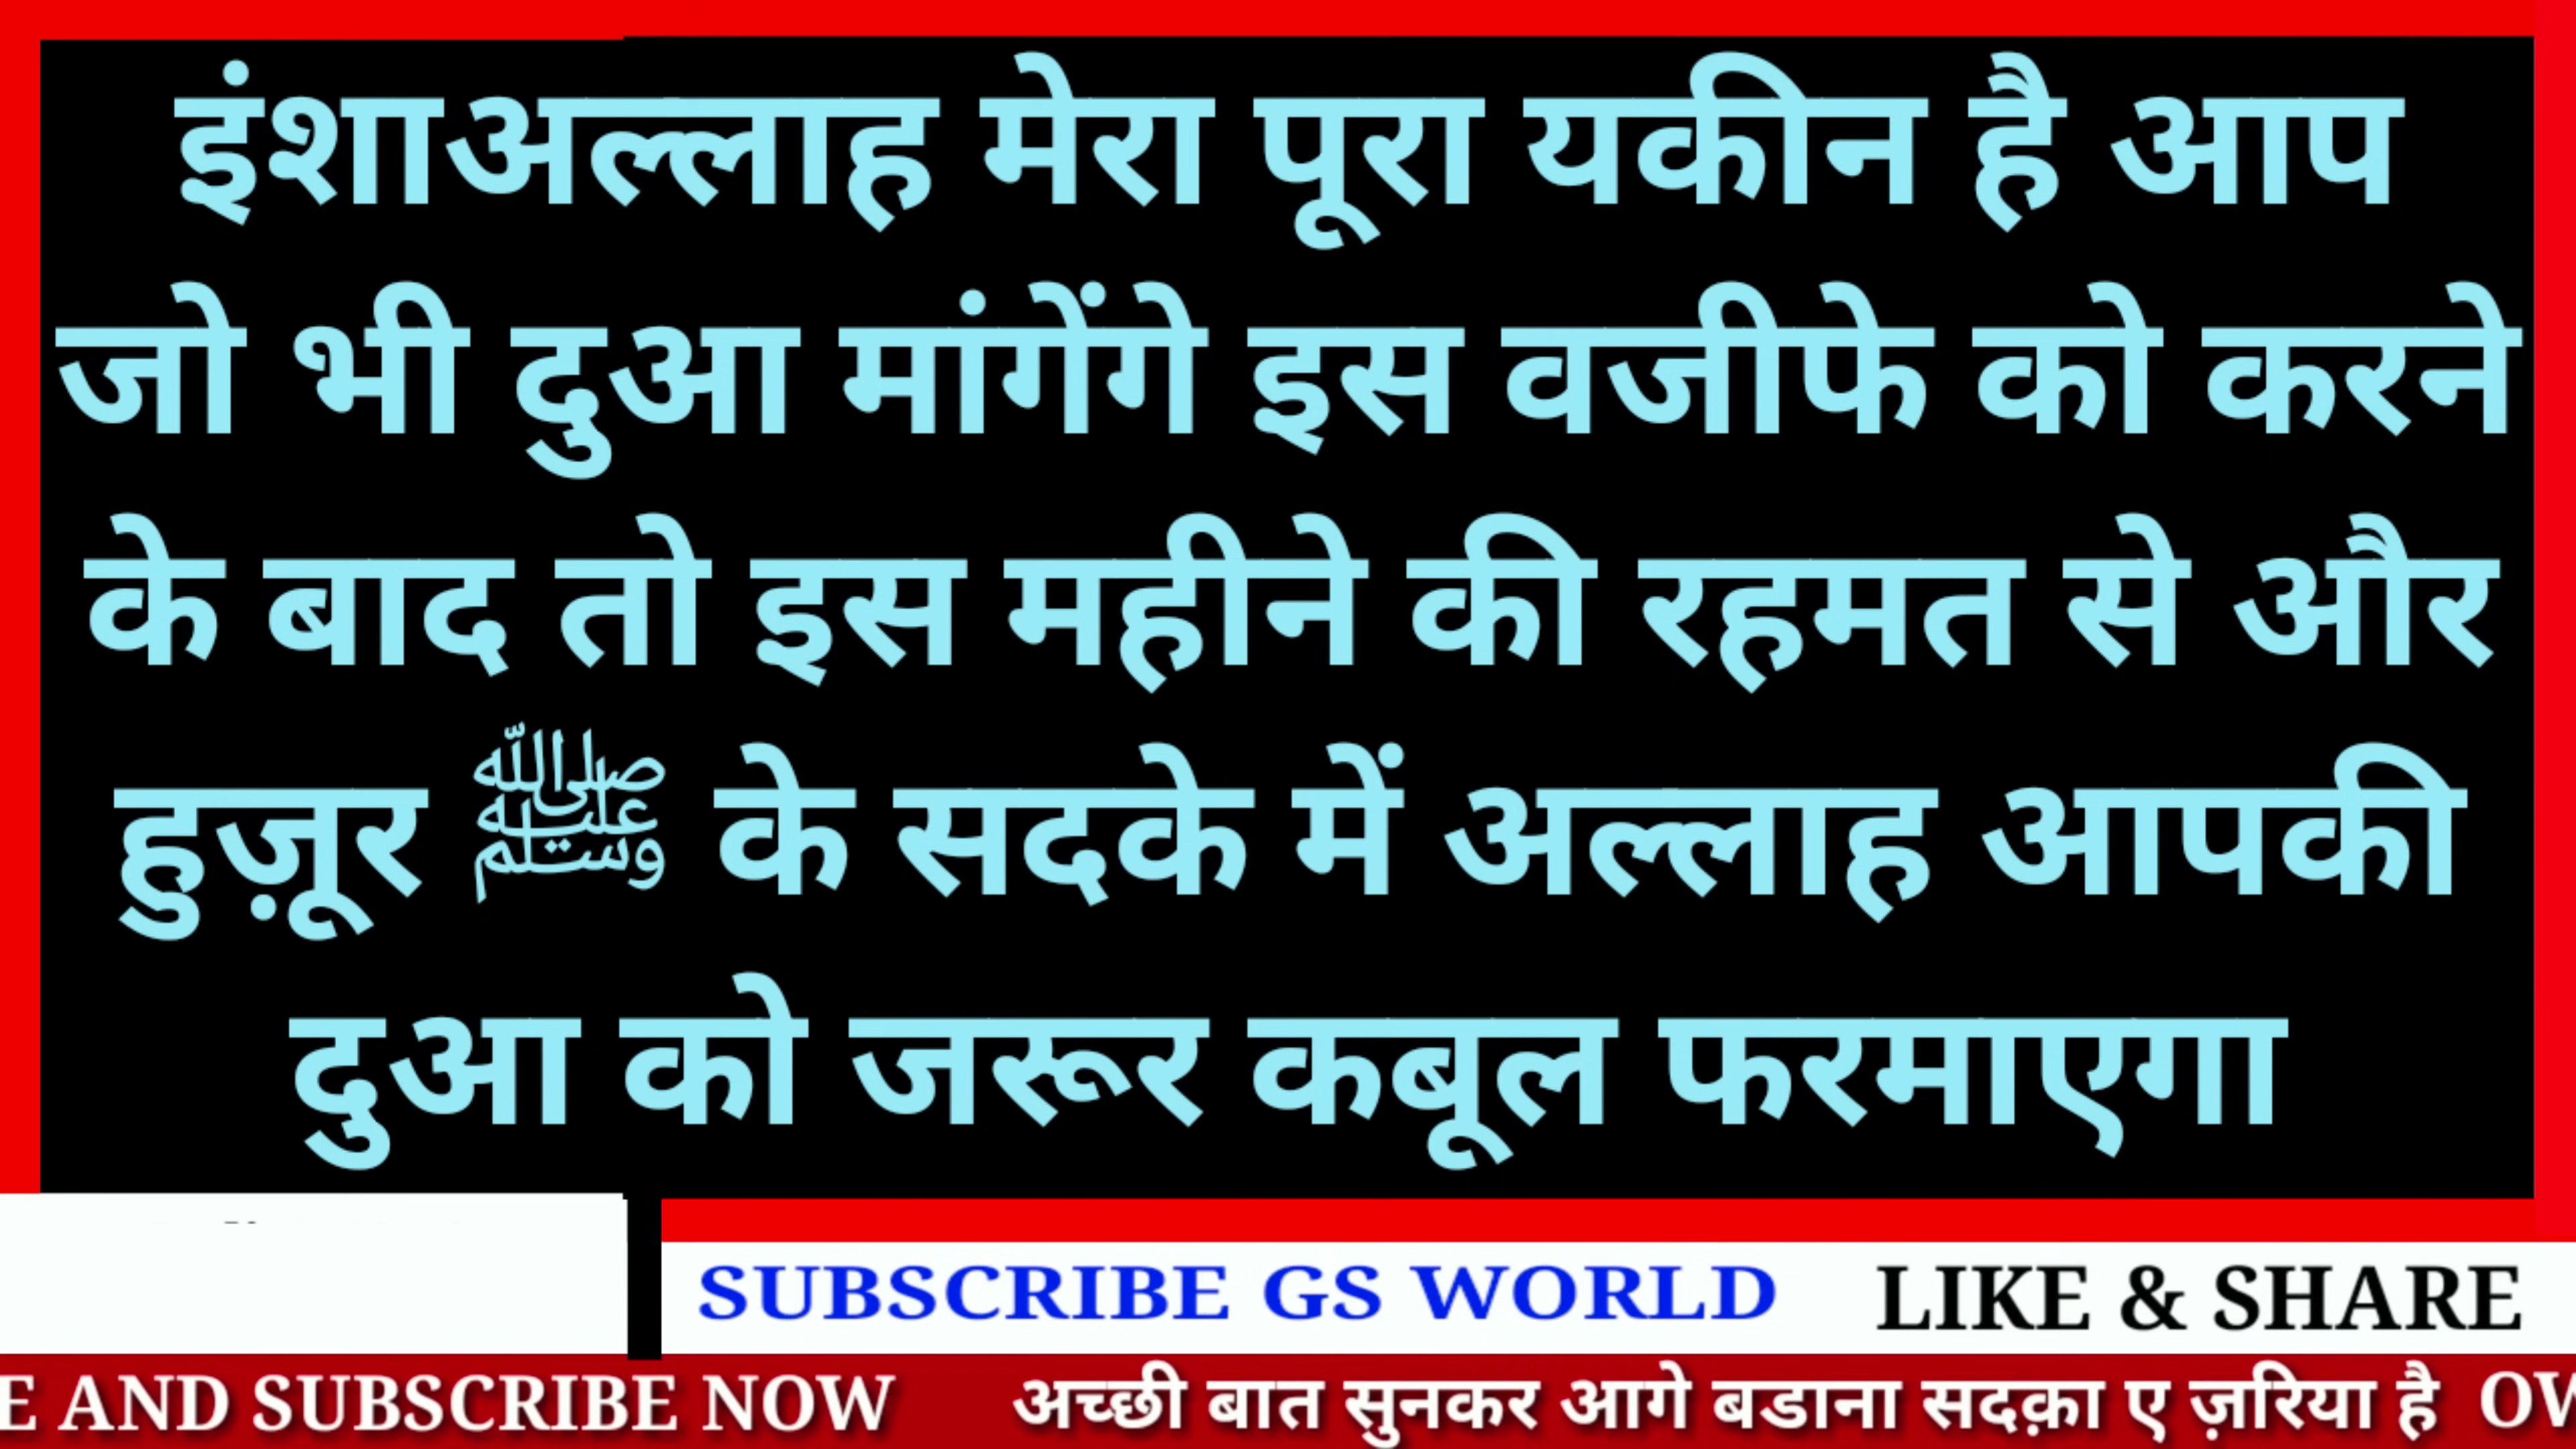 इंशाअल्लाह मेरा पूरा यकीन है आप
जो भी दुआ मांगेंगे इस वजीफे को करने
के बाद तो इस महीने की रहमत से और
हुज़ूर ﷺ के सदके में अल्लाह आपकी
दुआ को जरूर कबूल फरमाएगा
SUBSCRIBE GS WORLD LIKE & SHARE
E AND SUBSCRIBE NOW अच्छी बात सुनकर आगे बडाना सदक़ा ए ज़रिया है OW